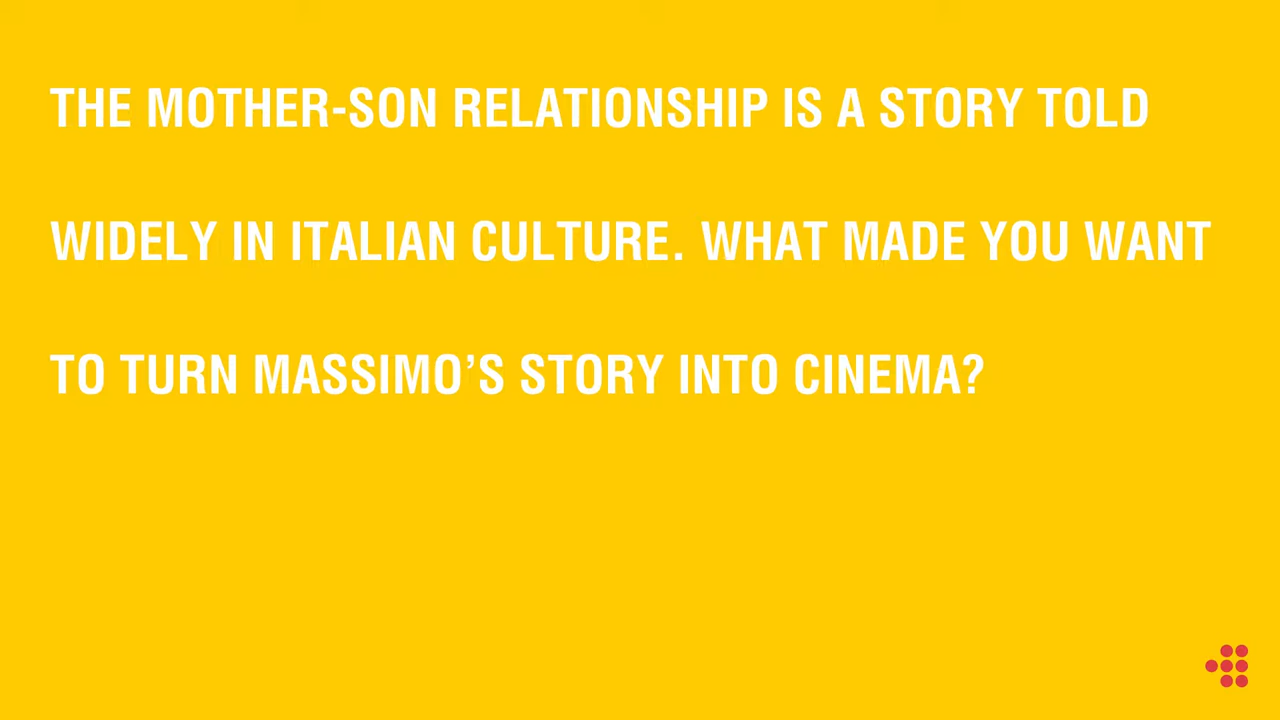 THE MOTHER-SON RELATIONSHIP IS A STORY TOLD
WIDELY IN ITALIAN CULTURE. WHAT MADE YOU WANT
TO TURN MASSIMO’S STORY INTO CINEMA?